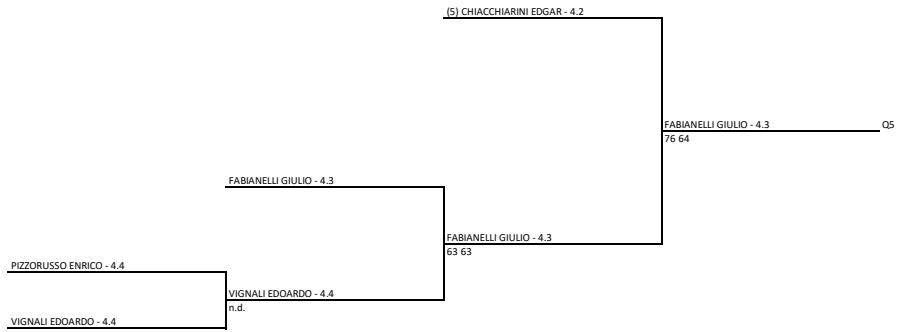 (5) CHIACCHIARINI EDGAR - 4.2
FABIANELLI GIULIO - 4.3
Q5
76 64
FABIANELLI GIULIO - 4.3
FABIANELLI GIULIO - 4.3
63 63
PIZZORUSSO ENRICO - 4.4
VIGNALI EDOARDO - 4.4
n.d.
VIGNALI EDOARDO - 4.4